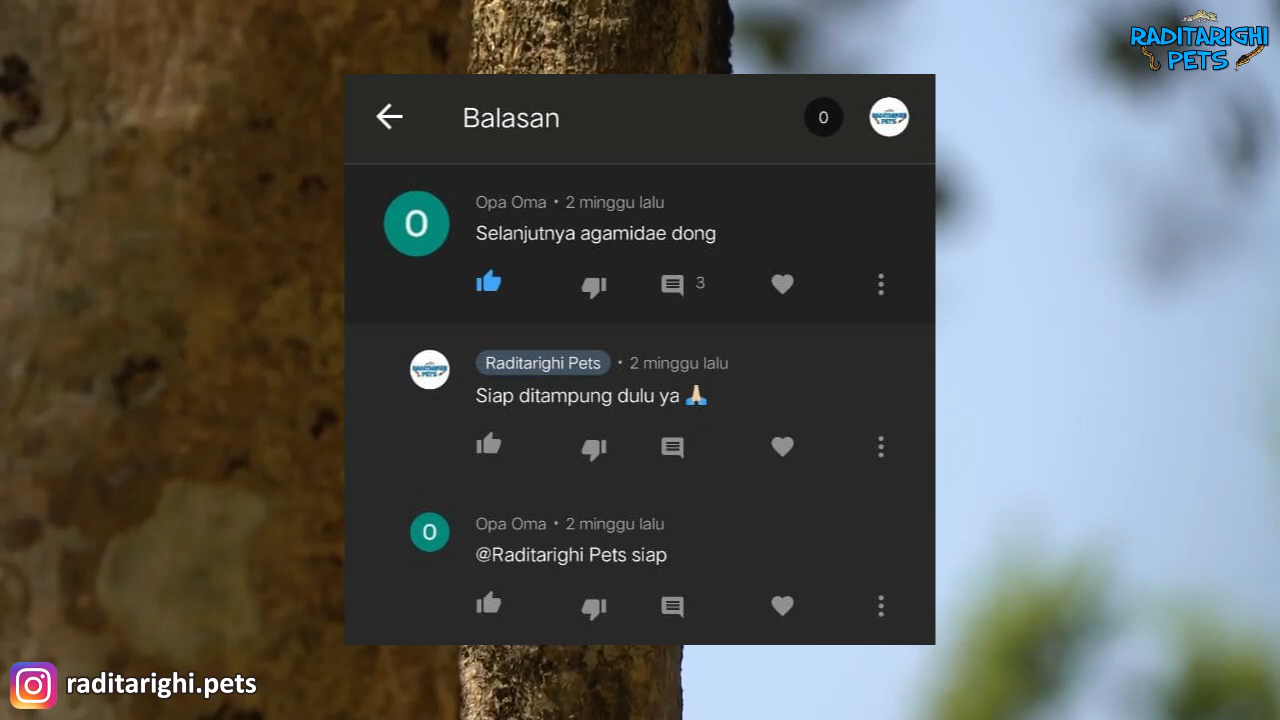 RADITARIGHI
PETS
Balasan
0
Opa Oma • 2 minggu lalu
O
Selanjutnya agamidae dong
3
Raditarighi Pets • 2 minggu lalu
Siap ditampung dulu ya 🙏
Opa Oma • 2 minggu lalu
O
@Raditarighi Pets siap
raditarighi.pets